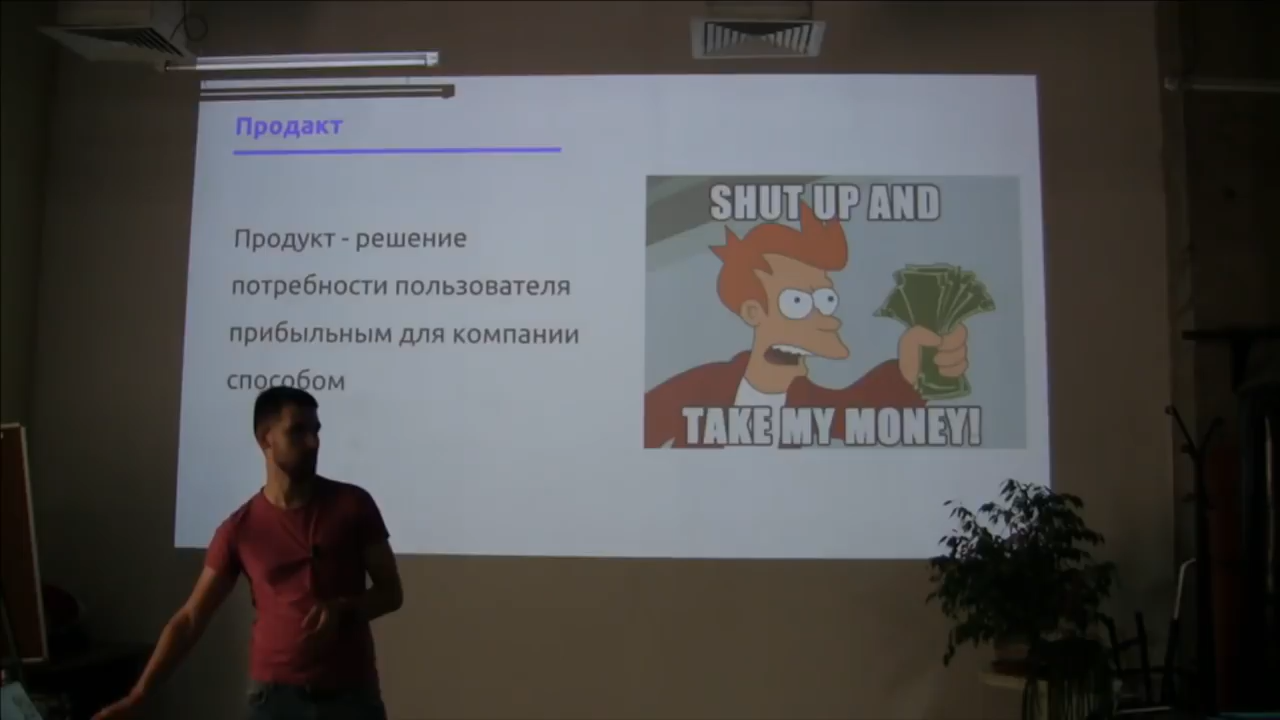 Продакт
Продукт - решение
потребности пользователя
прибыльным для компании
способом
SHUT UP AND
TAKE MY MONEY!